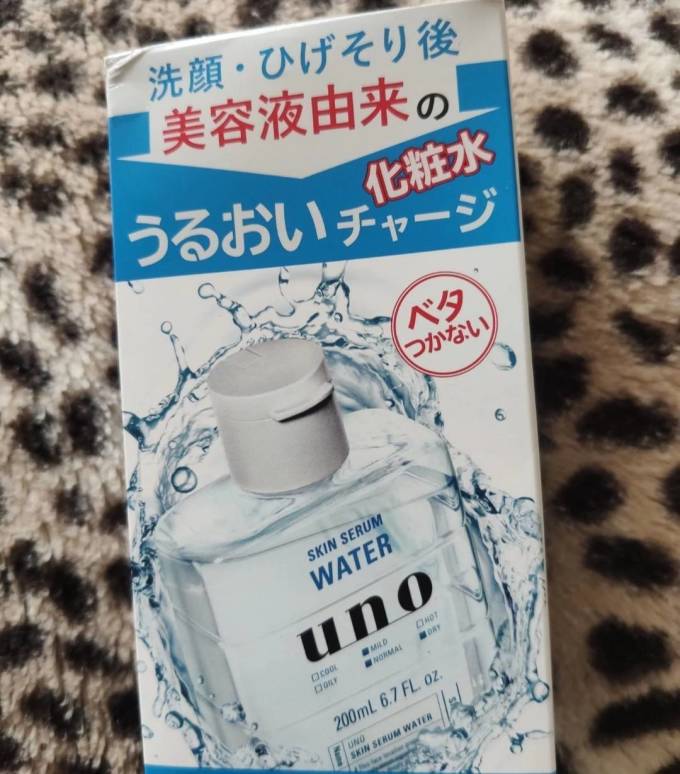 洗顔・ひげそり後
美容液由来の
化粧水
うるおいチャージ
ベタ
つかない
SKIN SERUM
WATER
uno
□COOL ■MILD □HOT
□OILY ■NORMAL ■DRY
200mL 6.7 FL. OZ.
UNO
SKIN SERUM WATER